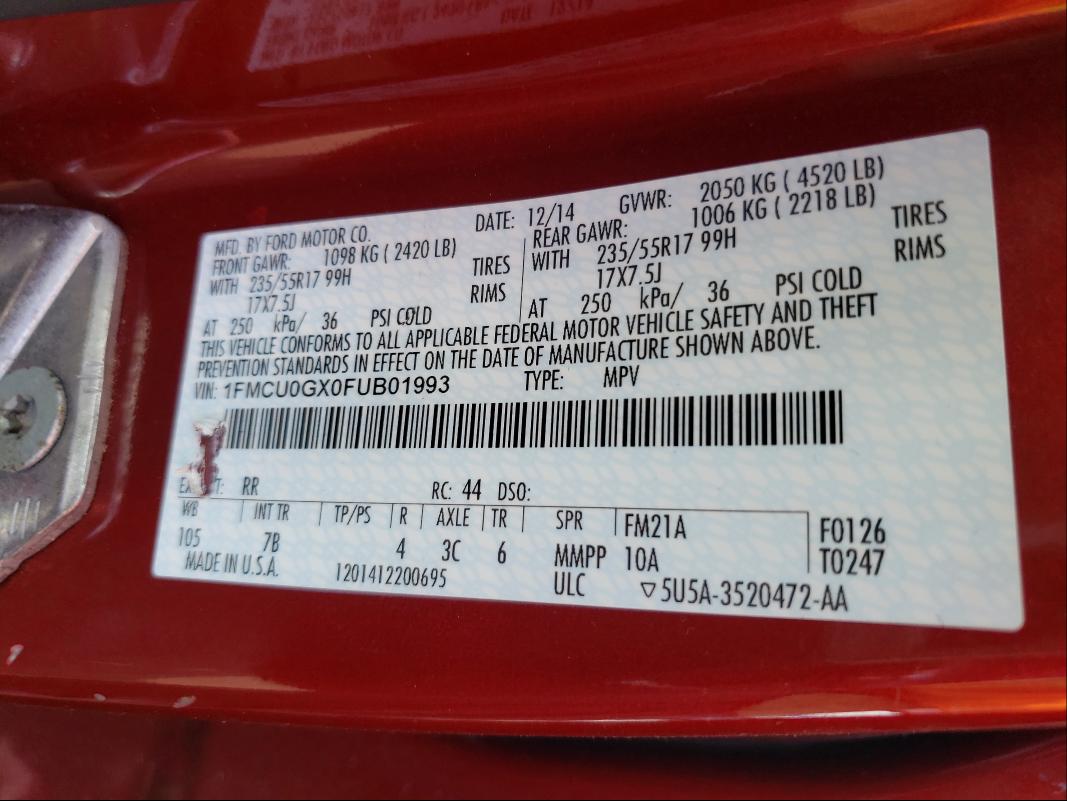 MFD. BY FORD MOTOR CO. DATE: 12/14 GVWR: 2050 KG ( 4520 LB)
FRONT GAWR: 1098 KG ( 2420 LB) REAR GAWR: 1006 KG ( 2218 LB)
WITH 235/55R17 99H TIRES WITH 235/55R17 99H TIRES
17X7.5J RIMS 17X7.5J RIMS
AT 250 kPa/ 36 PSI COLD AT 250 kPa/ 36 PSI COLD
THIS VEHICLE CONFORMS TO ALL APPLICABLE FEDERAL MOTOR VEHICLE SAFETY AND THEFT
PREVENTION STANDARDS IN EFFECT ON THE DATE OF MANUFACTURE SHOWN ABOVE.
VIN: 1FMCU0GX0FUB01993 TYPE: MPV
RR RC: 44 DSO:
WB INT TR TP/PS R AXLE TR SPR FM21A F0126
105 7B 4 3C 6 MMPP 10A T0247
MADE IN U.S.A. 1201412200695 ULC ▽5U5A-3520472-AA